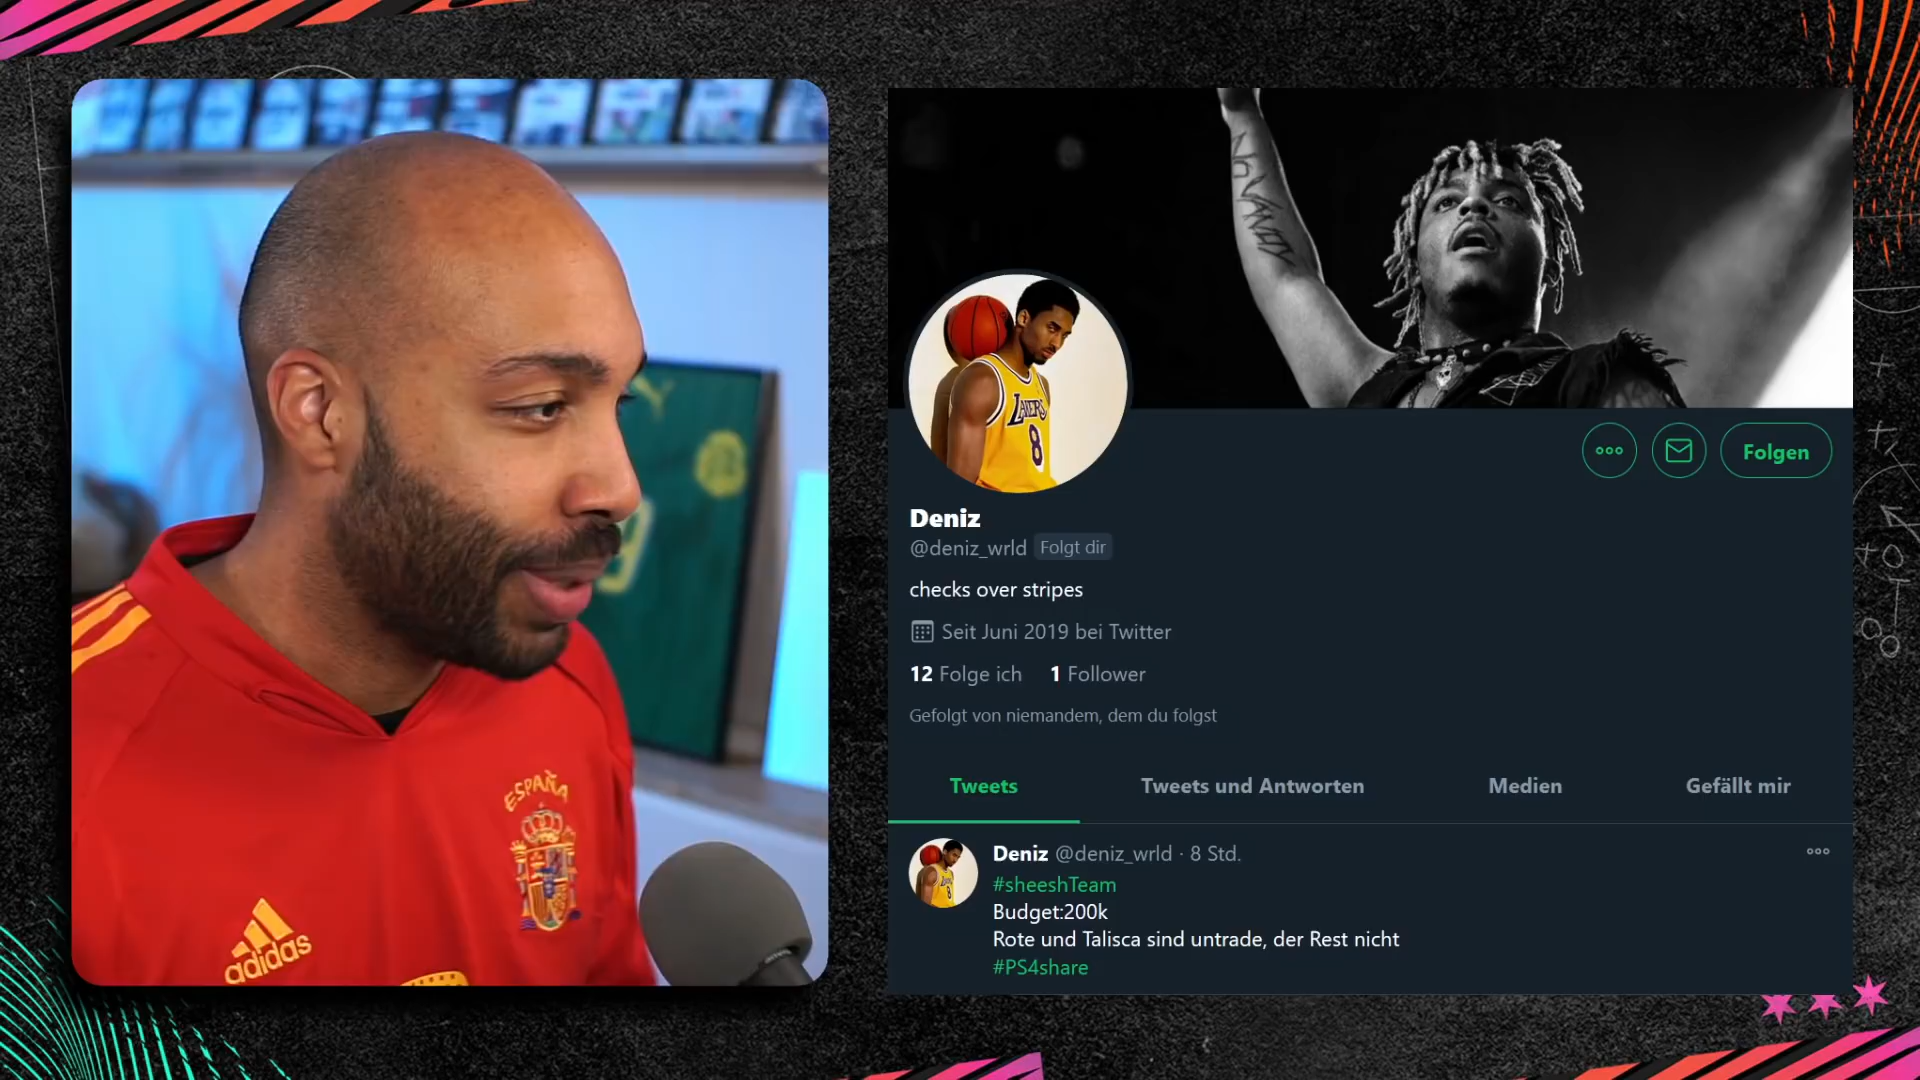 ESPAÑA
adidas
LAKERS
8
Folgen
Deniz
@deniz_wrld Folgt dir
checks over stripes
Seit Juni 2019 bei Twitter
12 Folge ich 1 Follower
Gefolgt von niemandem, dem du folgst
Tweets Tweets und Antworten Medien Gefällt mir
Deniz @deniz_wrld · 8 Std.
#sheeshTeam
Budget:200k
Rote und Talisca sind untrade, der Rest nicht
#PS4share